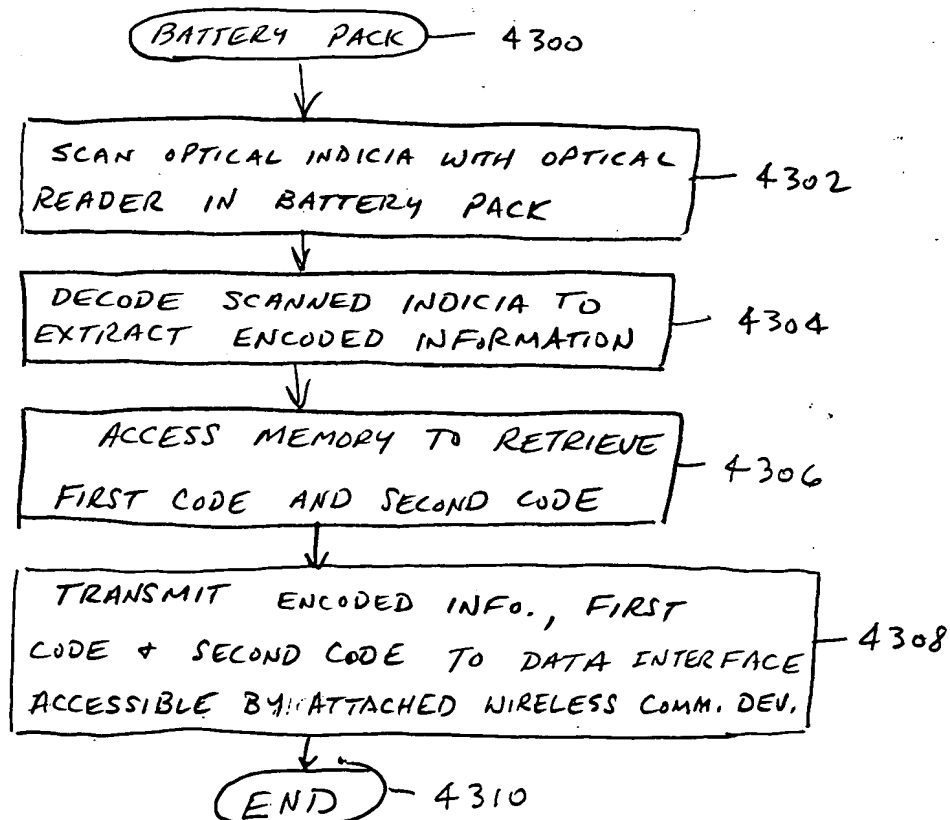 BATTERY PACK 4300
SCAN OPTICAL INDICIA WITH OPTICAL
READER IN BATTERY PACK
4302
DECODE SCANNED INDICIA TO
EXTRACT ENCODED INFORMATION
4304
ACCESS MEMORY TO RETRIEVE
FIRST CODE AND SECOND CODE
4306
TRANSMIT ENCODED INFO., FIRST
CODE & SECOND CODE TO DATA INTERFACE
ACCESSIBLE BY ATTACHED WIRELESS COMM. DEV.
4308
END 4310